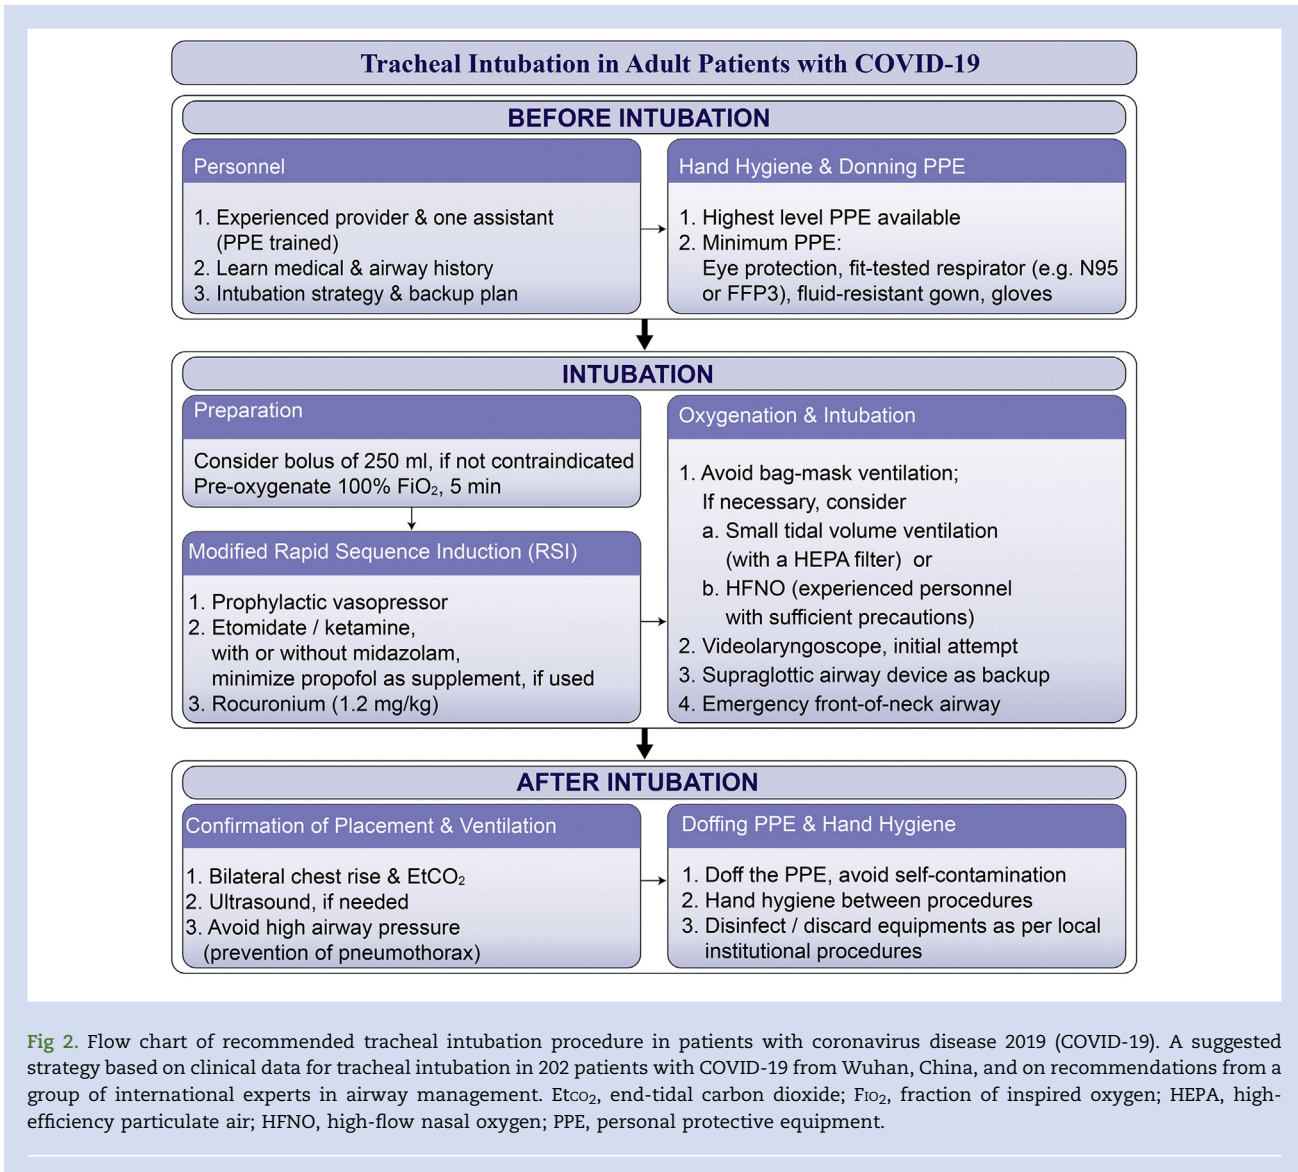 Tracheal Intubation in Adult Patients with COVID-19
BEFORE INTUBATION
Personnel
1. Experienced provider & one assistant
(PPE trained)
2. Learn medical & airway history
3. Intubation strategy & backup plan
Hand Hygiene & Donning PPE
1. Highest level PPE available
2. Minimum PPE:
Eye protection, fit-tested respirator (e.g. N95
or FFP3), fluid-resistant gown, gloves
INTUBATION
Preparation
Consider bolus of 250 ml, if not contraindicated
Pre-oxygenate 100% FiO₂, 5 min
Modified Rapid Sequence Induction (RSI)
1. Prophylactic vasopressor
2. Etomidate / ketamine,
with or without midazolam,
minimize propofol as supplement, if used
3. Rocuronium (1.2 mg/kg)
Oxygenation & Intubation
1. Avoid bag-mask ventilation;
If necessary, consider
a. Small tidal volume ventilation
(with a HEPA filter) or
b. HFNO (experienced personnel
with sufficient precautions)
2. Videolaryngoscope, initial attempt
3. Supraglottic airway device as backup
4. Emergency front-of-neck airway
AFTER INTUBATION
Confirmation of Placement & Ventilation
1. Bilateral chest rise & EtCO₂
2. Ultrasound, if needed
3. Avoid high airway pressure
(prevention of pneumothorax)
Doffing PPE & Hand Hygiene
1. Doff the PPE, avoid self-contamination
2. Hand hygiene between procedures
3. Disinfect / discard equipments as per local
institutional procedures
Fig 2. Flow chart of recommended tracheal intubation procedure in patients with coronavirus disease 2019 (COVID-19). A suggested
strategy based on clinical data for tracheal intubation in 202 patients with COVID-19 from Wuhan, China, and on recommendations from a
group of international experts in airway management. Etco₂, end-tidal carbon dioxide; Fio₂, fraction of inspired oxygen; HEPA, high-
efficiency particulate air; HFNO, high-flow nasal oxygen; PPE, personal protective equipment.